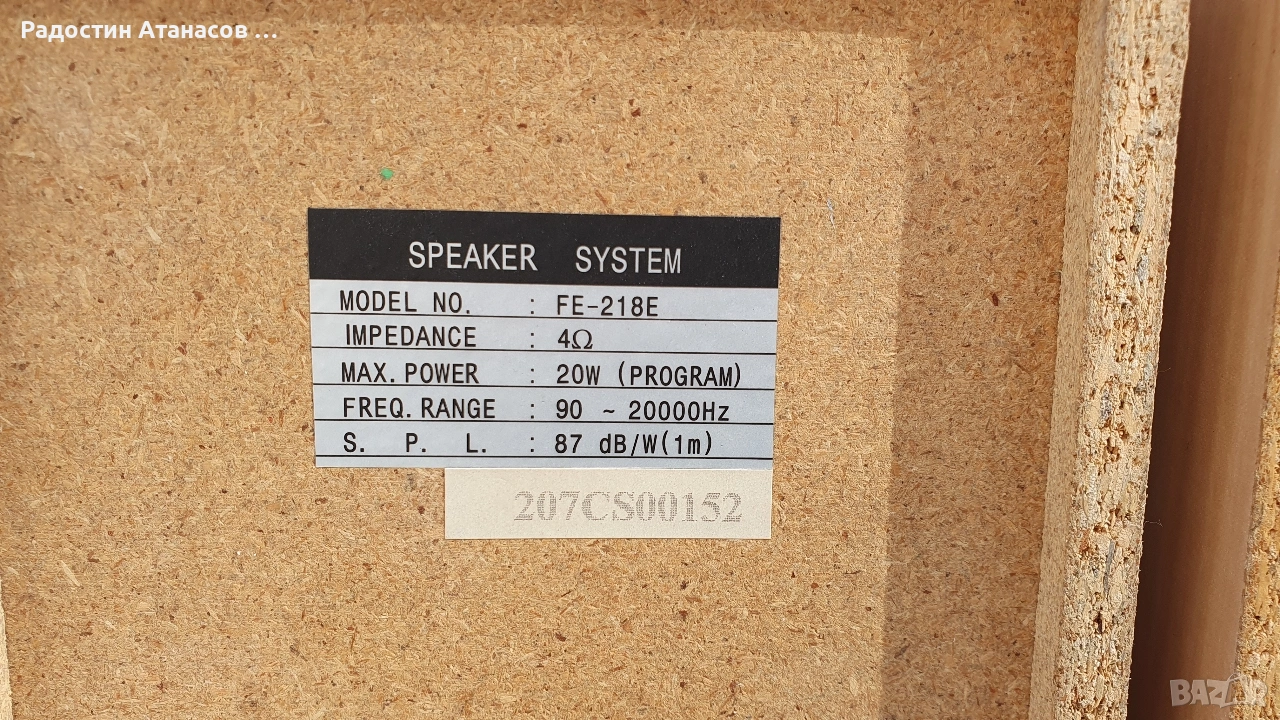 Радостин Атанасов ...
SPEAKER SYSTEM
MODEL NO. : FE-218E
IMPEDANCE : 4Ω
MAX. POWER : 20W (PROGRAM)
FREQ. RANGE : 90 ~ 20000Hz
S. P. L. : 87 dB/W(1m)
207CS00152
BAZAR